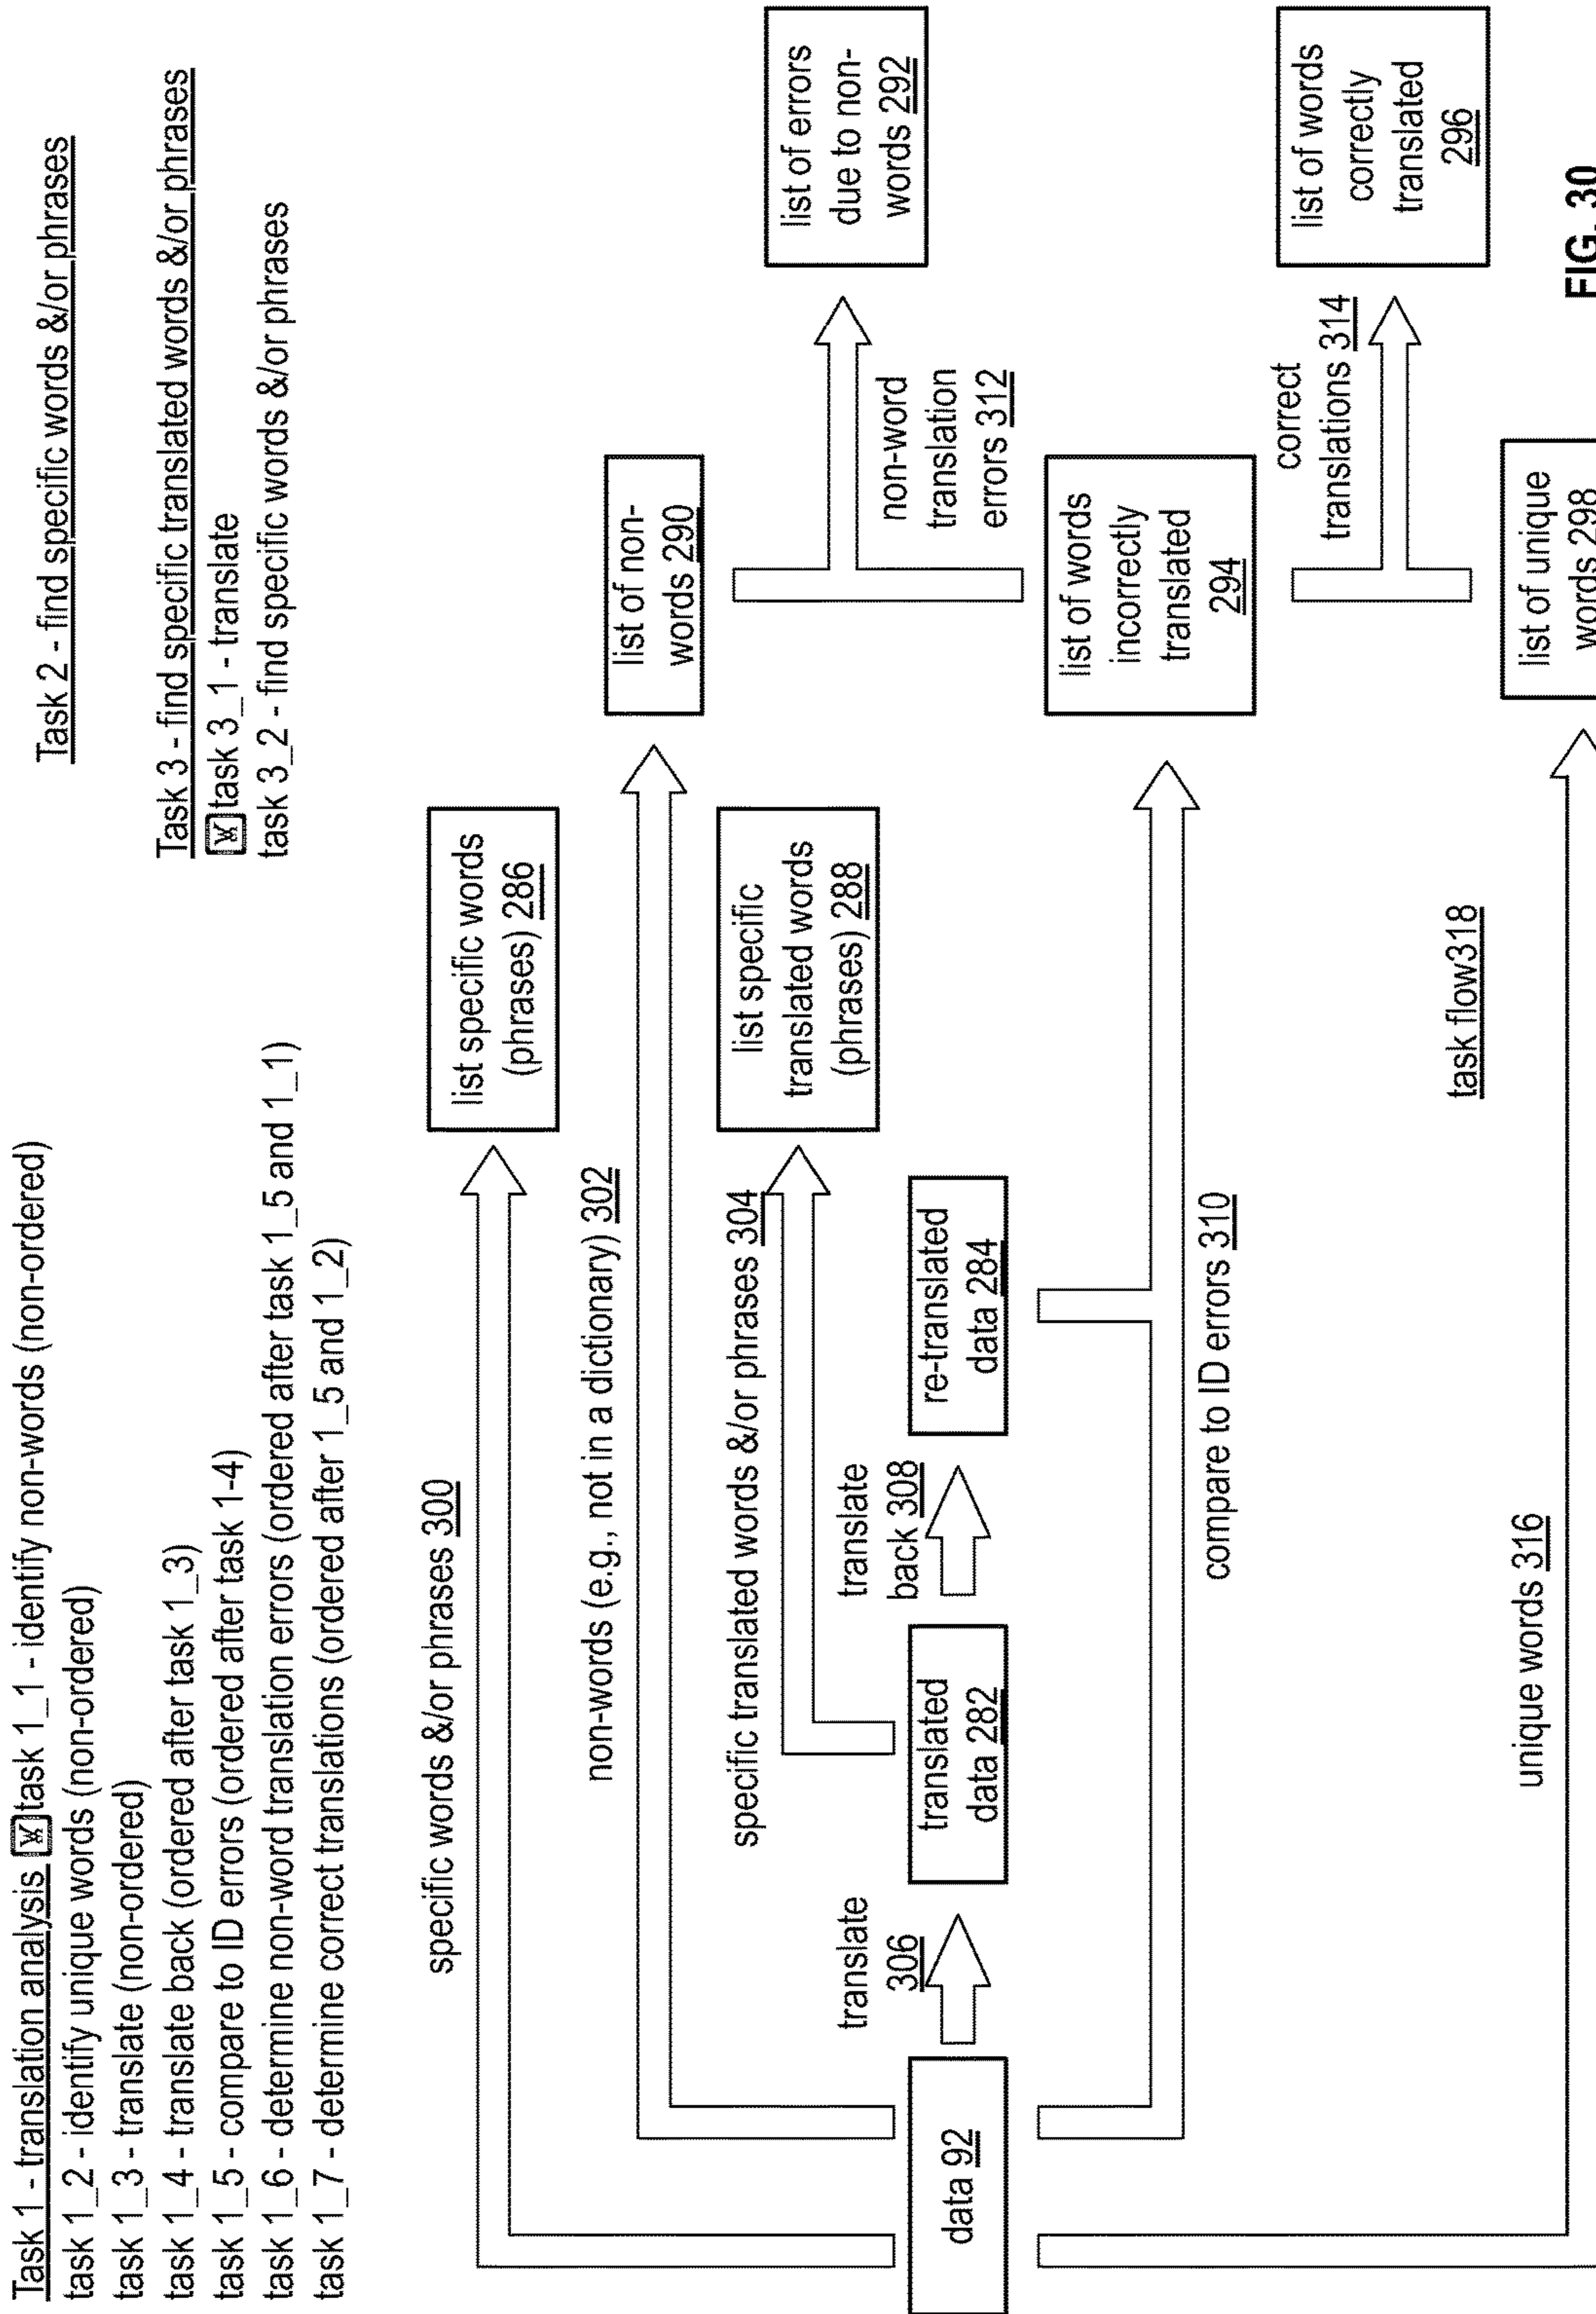 Task 1 - translation analysis task 1_1 - identify non-words (non-ordered)
task 1_2 - identify unique words (non-ordered)
task 1_3 - translate (non-ordered)
task 1_4 - translate back (ordered after task 1_3)
task 1_5 - compare to ID errors (ordered after task 1-4)
task 1_6 - determine non-word translation errors (ordered after task 1_5 and 1_1)
task 1_7 - determine correct translations (ordered after 1_5 and 1_2)
Task 2 - find specific words &/or phrases
Task 3 - find specific translated words &/or phrases
task 3_1 - translate
task 3_2 - find specific words &/or phrases
specific words &/or phrases 300
list specific words
(phrases) 286
non-words (e.g., not in a dictionary) 302
list of non-
words 290
specific translated words &/or phrases 304
list specific
translated words
(phrases) 288
list of errors
due to non-
words 292
non-word
translation
errors 312
data 92
translate
306
translated
data 282
translate
back 308
re-translated
data 284
compare to ID errors 310
list of words
incorrectly
translated
294
correct
translations 314
list of words
correctly
translated
296
task flow318
unique words 316
list of unique
words 298
FIG. 30